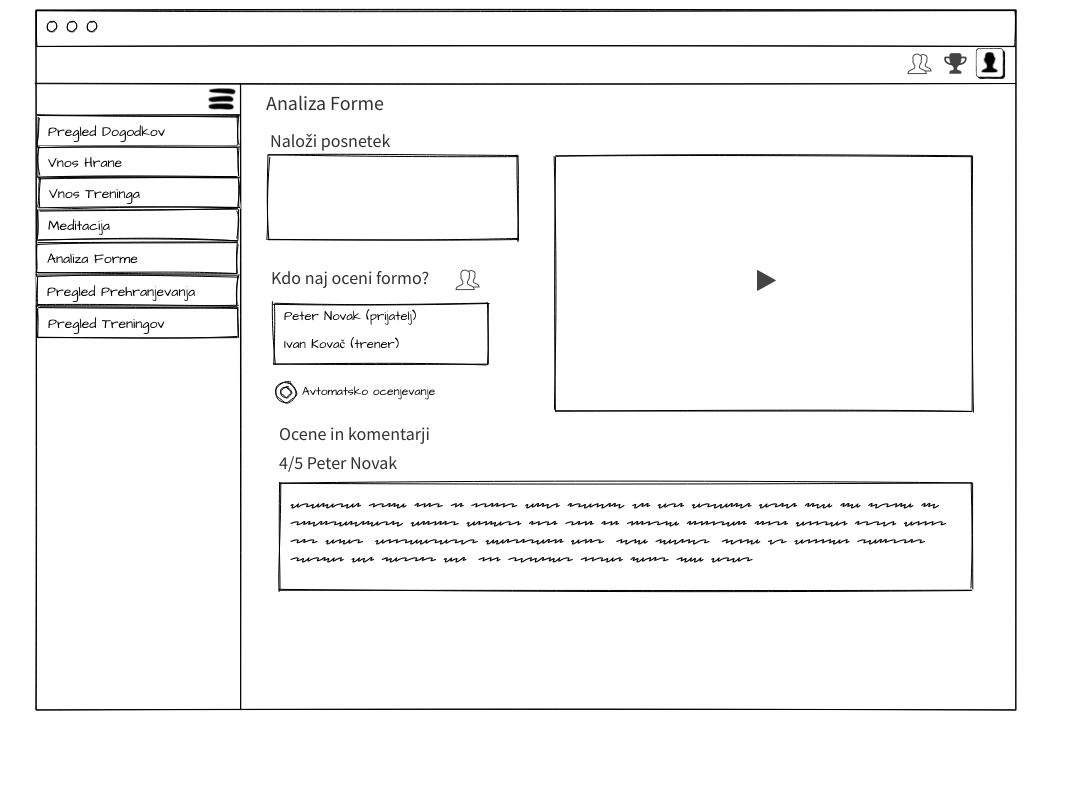 Pregled Dogodkov
Vnos Hrane
Vnos Treninga
Meditacija
Analiza Forme
Pregled Prehranjevanja
Pregled Treningov
Analiza Forme
Naloži posnetek
Kdo naj oceni formo?
Peter Novak (prijatelj)
Ivan Kovač (trener)
Avtomatsko ocenjevanje
Ocene in komentarji
4/5 Peter Novak